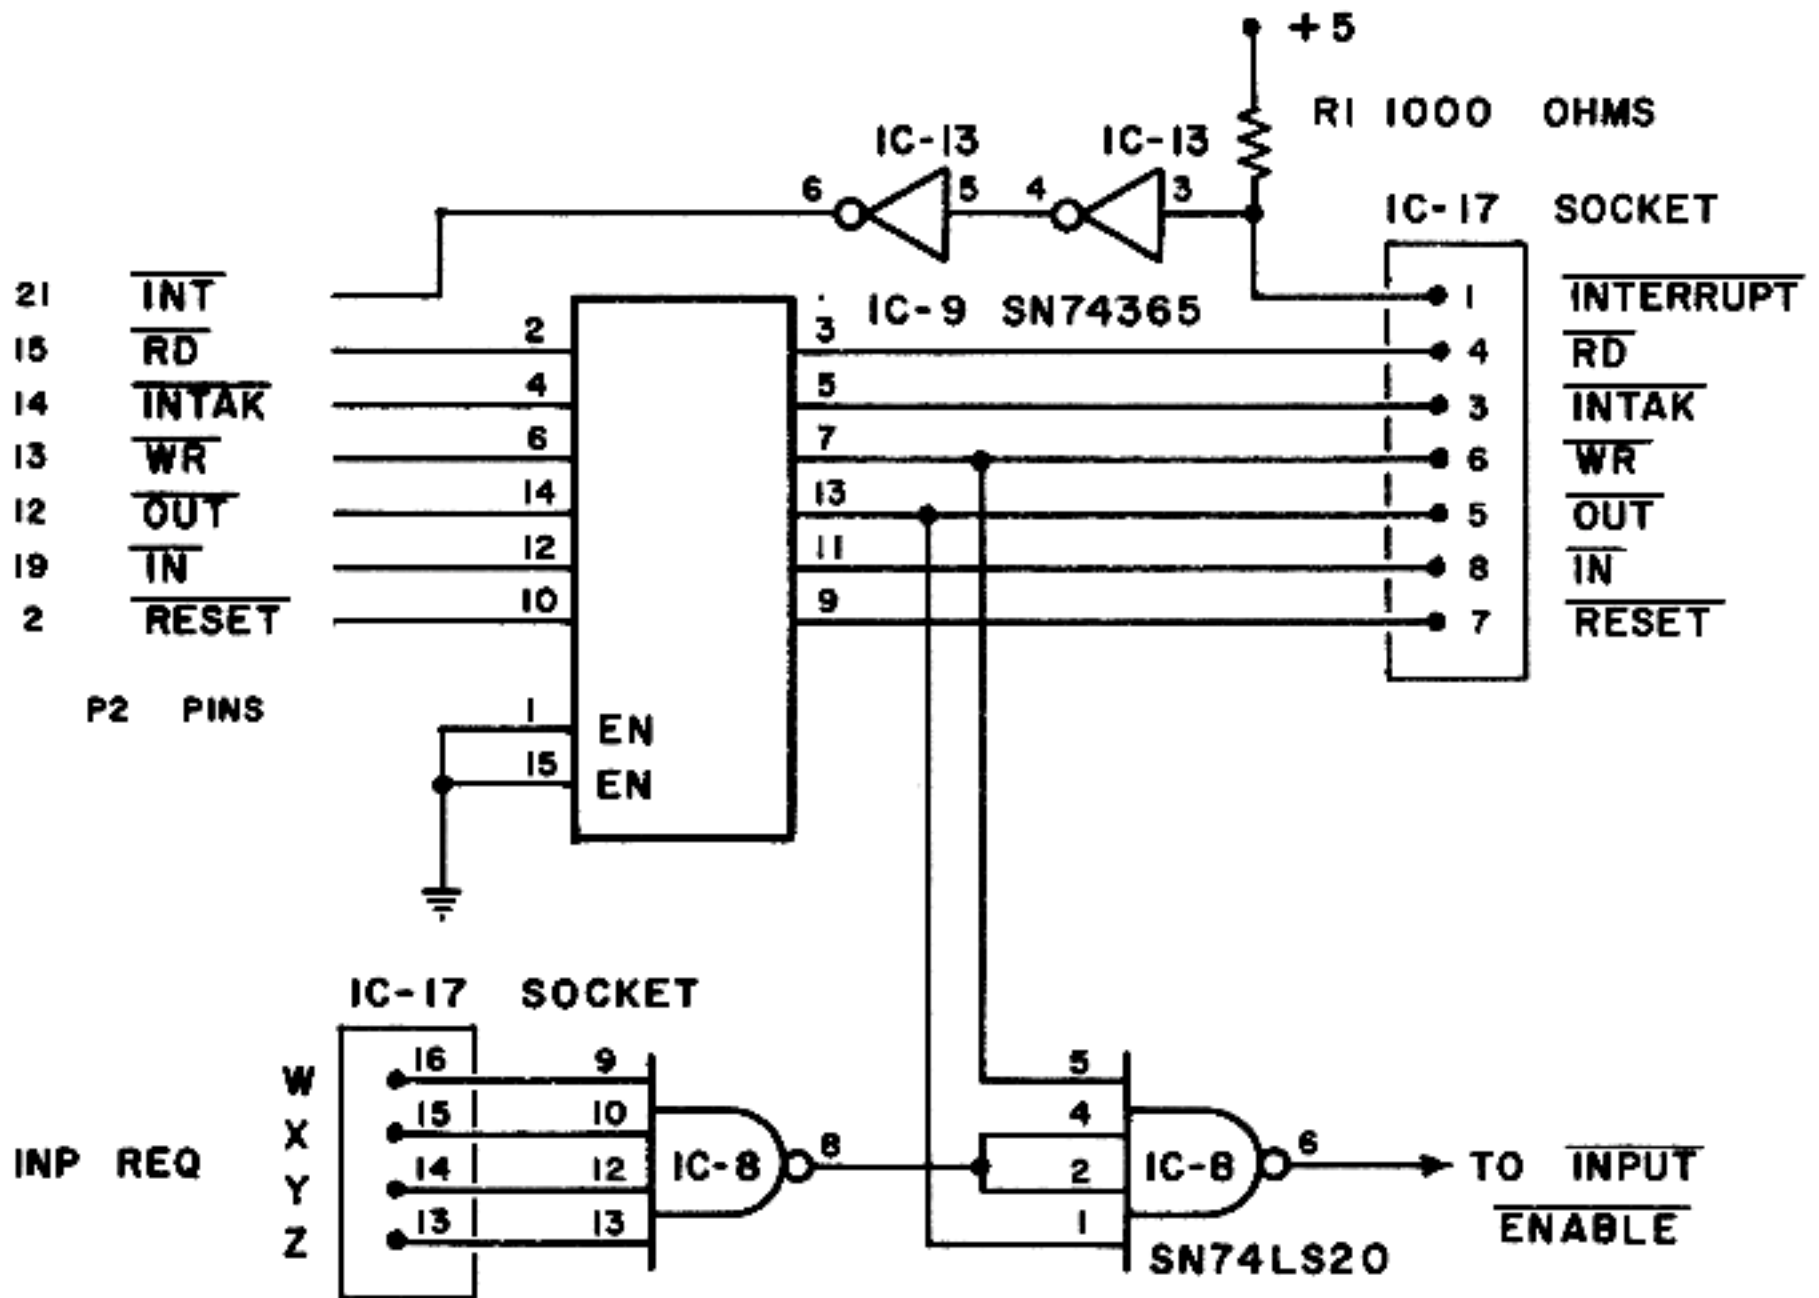 +5
R1 1000 OHMS
IC-13 IC-13
6 5 4 3
IC-17 SOCKET
21 INT 1 INTERRUPT
IC-9 SN74365
15 RD 2 3 4 RD
14 INTAK 4 5 3 INTAK
13 WR 6 7 6 WR
12 OUT 14 13 5 OUT
19 IN 12 11 8 IN
2 RESET 10 9 7 RESET
P2 PINS
1 EN
15 EN
IC-17 SOCKET
W 16 9 5
X 15 10 4
INP REQ IC-8 8 IC-8 6 TO INPUT
Y 14 12 2
ENABLE
Z 13 13 1
SN74LS20